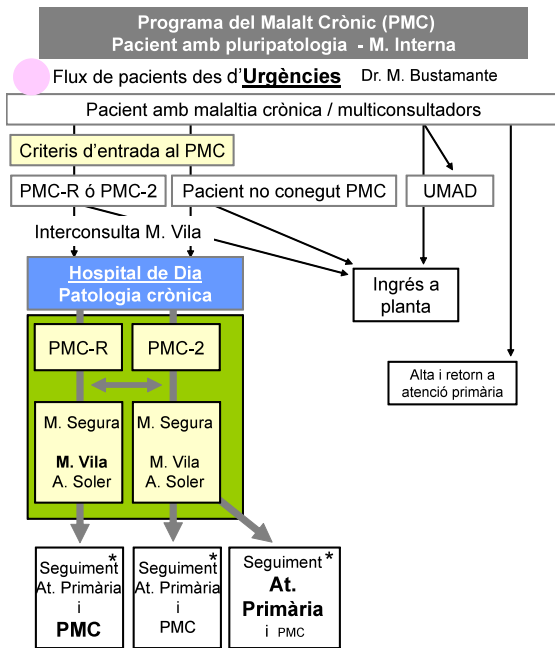 Programa del Malalt Crònic (PMC)
Pacient amb pluripatologia - M. Interna
Flux de pacients des d'Urgències Dr. M. Bustamante
Pacient amb malaltia crònica / multiconsultadors
Criteris d'entrada al PMC
PMC-R ó PMC-2
Pacient no conegut PMC
UMAD
Interconsulta M. Vila
Hospital de Dia
Patologia crònica
Ingrés a
planta
PMC-R
PMC-2
Alta i retorn a
atenció primària
M. Segura
M. Vila
A. Soler
M. Segura
M. Vila
A. Soler
Seguiment *
At. Primària
i
PMC
Seguiment *
At. Primària
i
PMC
Seguiment *
At.
Primària
i PMC